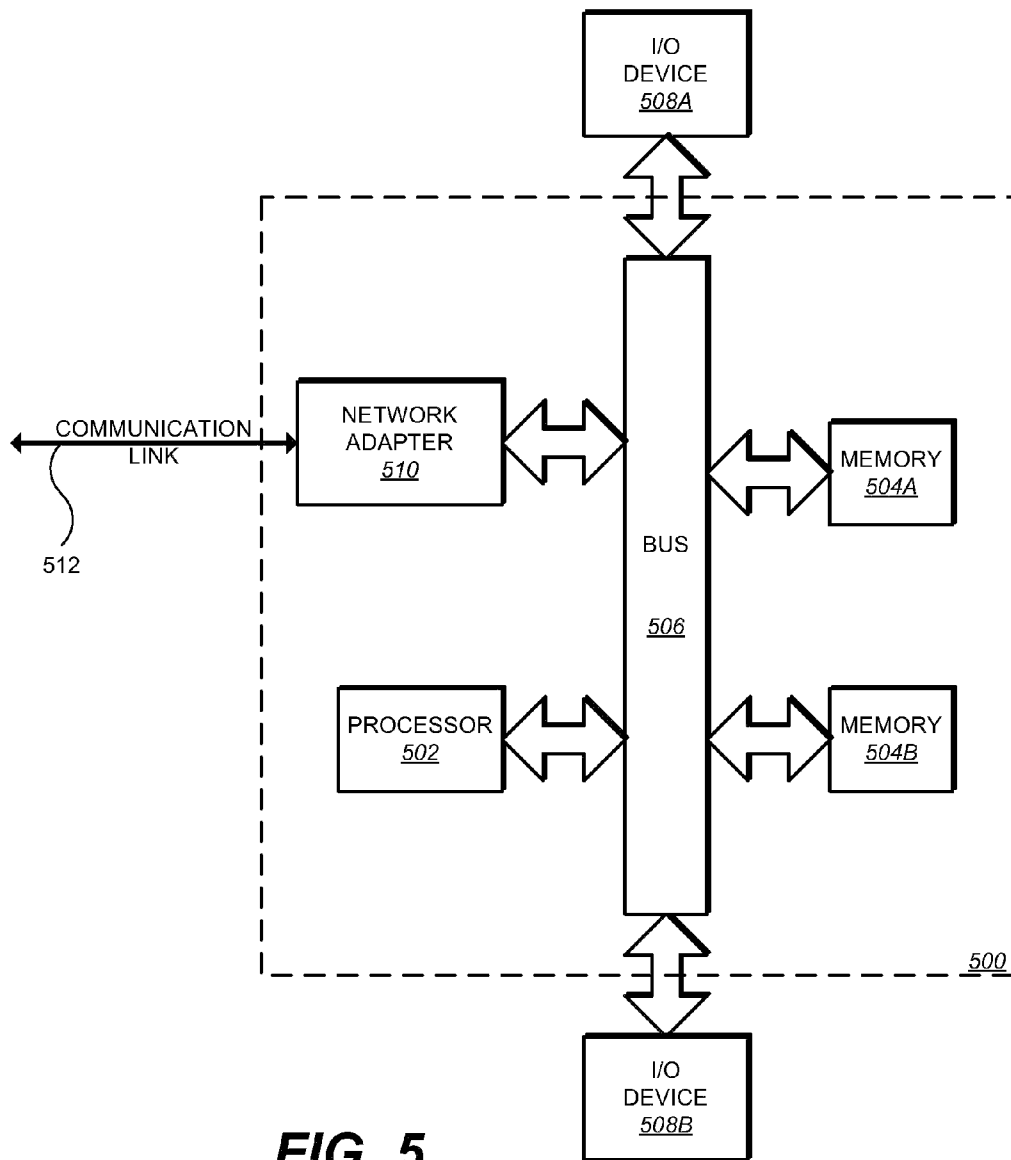 I/O
DEVICE
508A
COMMUNICATION
LINK
512
NETWORK
ADAPTER
510
MEMORY
504A
BUS
506
PROCESSOR
502
MEMORY
504B
500
I/O
DEVICE
508B
FIG. 5